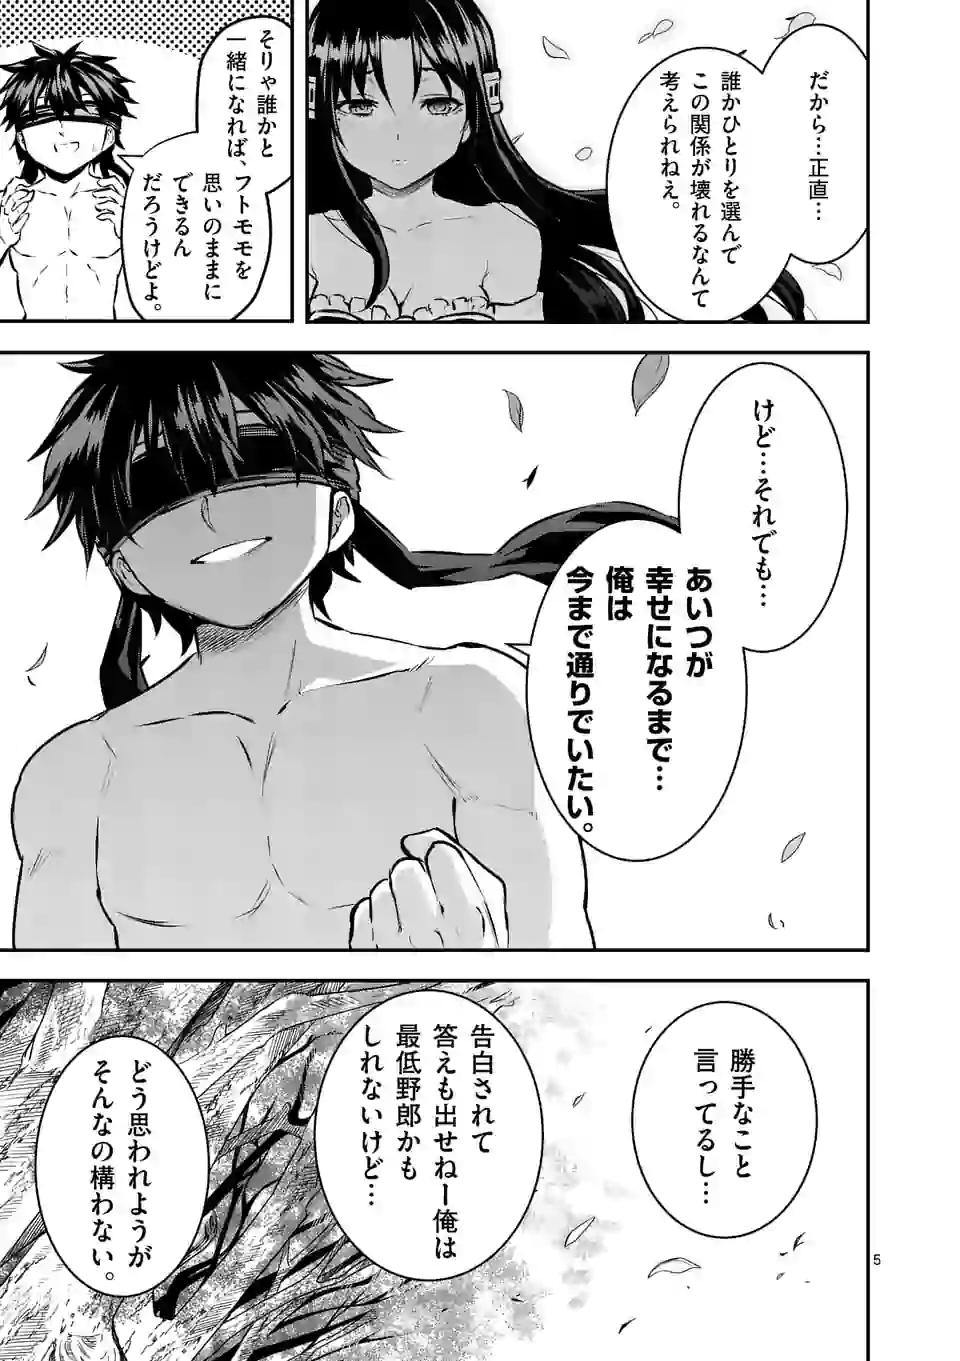 だから…正直…
誰かひとりを選んで
この関係が壊れるなんて
考えられねぇ。
そりゃ誰かと
一緒になれば、フトモモを
思いのままに
できるん
だろうけどよ。
けど…それでも…
あいつが
幸せになるまで…
俺は
今まで通りでいたい。
勝手なこと
言ってるし…
告白されて
答えも出せねー俺は
最低野郎かも
しれないけど…
どう思われようが
そんなの構わない。
5